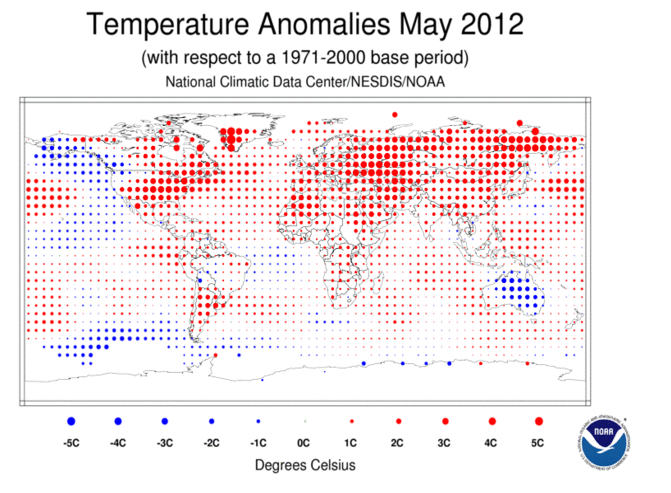 Temperature Anomalies May 2012
(with respect to a 1971-2000 base period)
National Climatic Data Center/NESDIS/NOAA
-5C -4C -3C -2C -1C 0C 1C 2C 3C 4C 5C
Degrees Celsius
NOAA